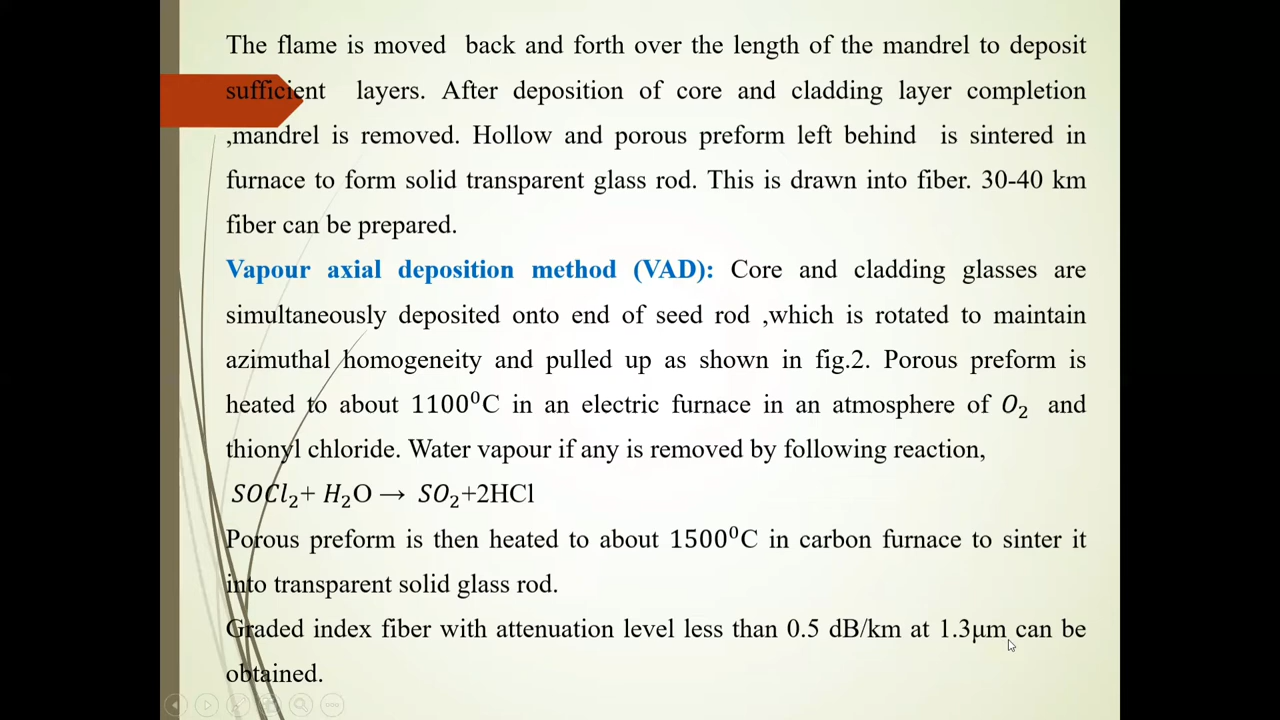 The flame is moved back and forth over the length of the mandrel to deposit
sufficient layers. After deposition of core and cladding layer completion
,mandrel is removed. Hollow and porous preform left behind is sintered in
furnace to form solid transparent glass rod. This is drawn into fiber. 30-40 km
fiber can be prepared.
Vapour axial deposition method (VAD): Core and cladding glasses are
simultaneously deposited onto end of seed rod ,which is rotated to maintain
azimuthal homogeneity and pulled up as shown in fig.2. Porous preform is
heated to about 1100⁰C in an electric furnace in an atmosphere of O₂ and
thionyl chloride. Water vapour if any is removed by following reaction,
SOCl₂+ H₂O → SO₂+2HCl
Porous preform is then heated to about 1500⁰C in carbon furnace to sinter it
into transparent solid glass rod.
Graded index fiber with attenuation level less than 0.5 dB/km at 1.3μm can be
obtained.